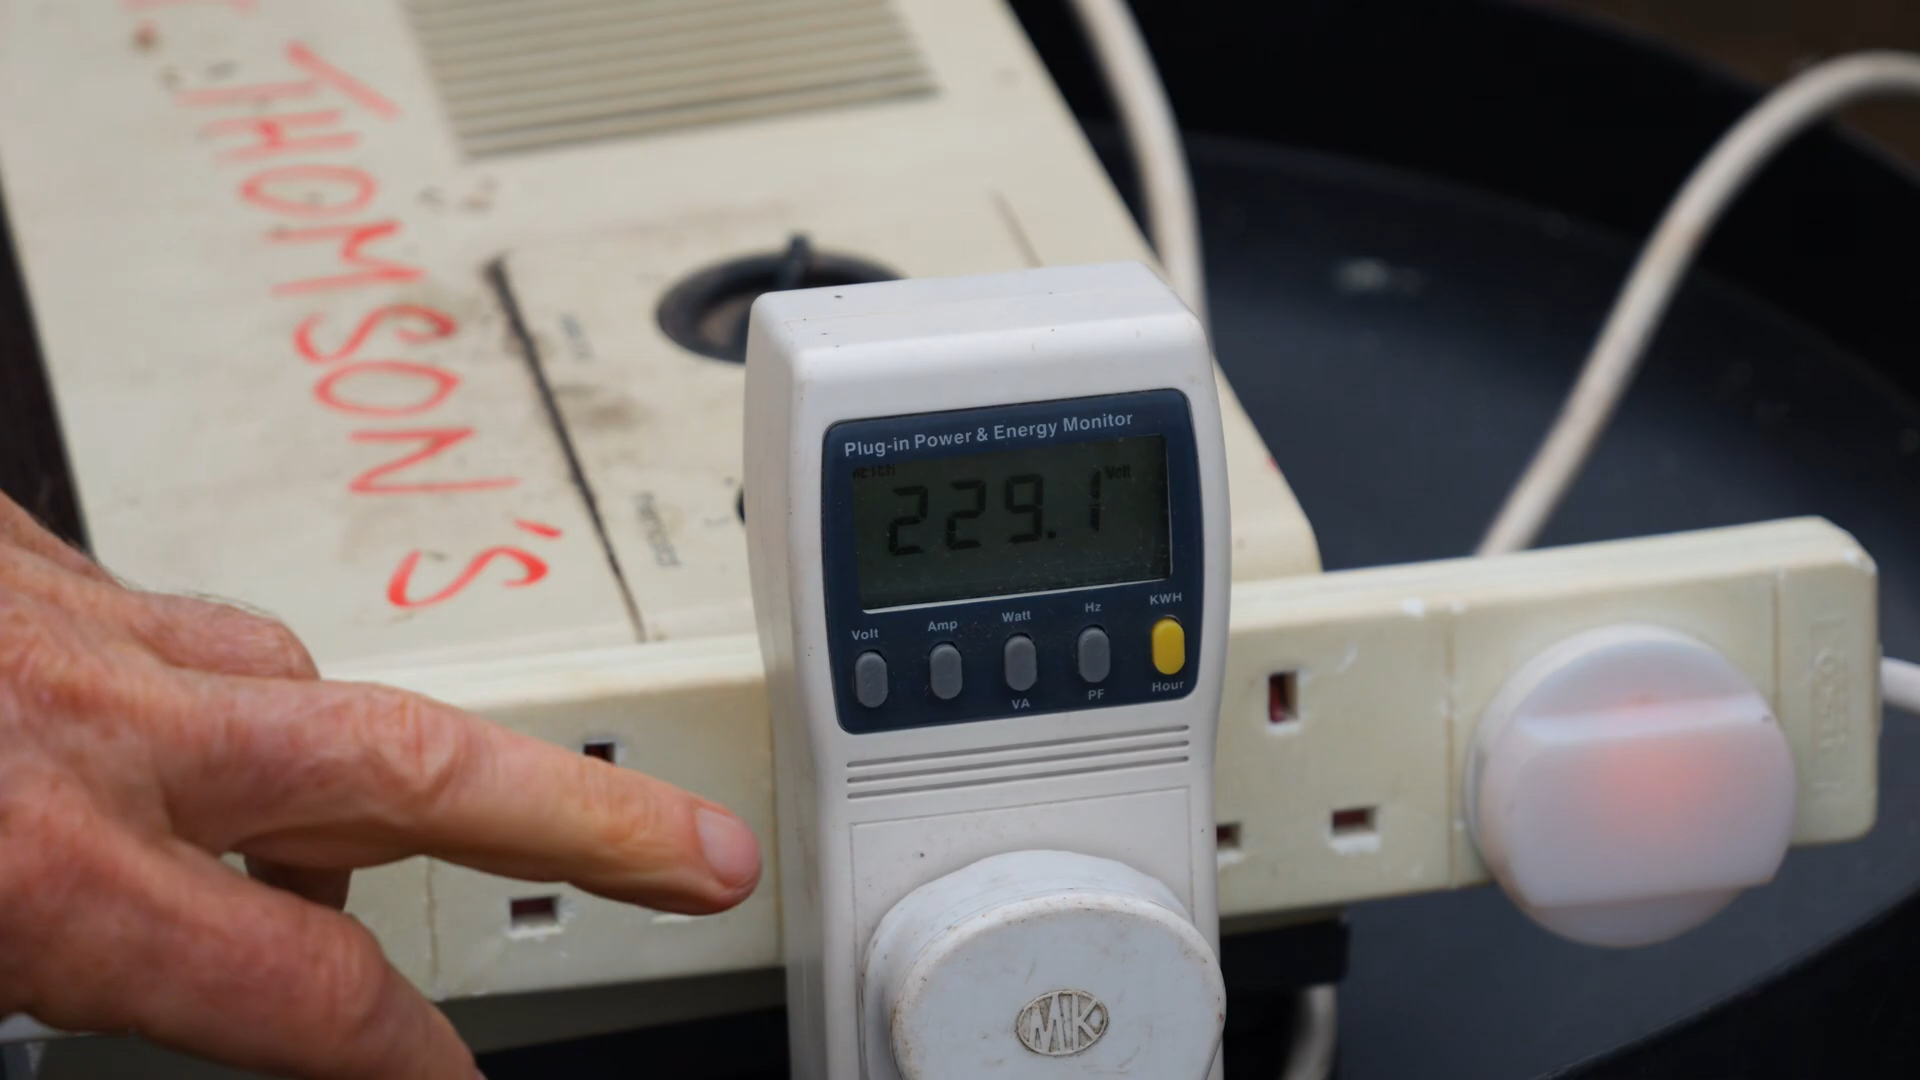 THOMSON'S
Plug-in Power & Energy Monitor
Volt
229.1
Volt
Amp
Watt
Hz
KWH
VA
PF
Hour
MK